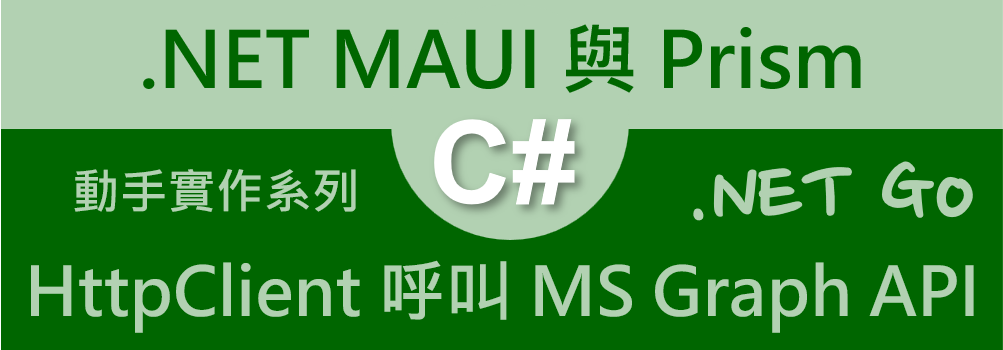 .NET MAUI 與 Prism
C#
動手實作系列
.NET Go
HttpClient 呼叫 MS Graph API